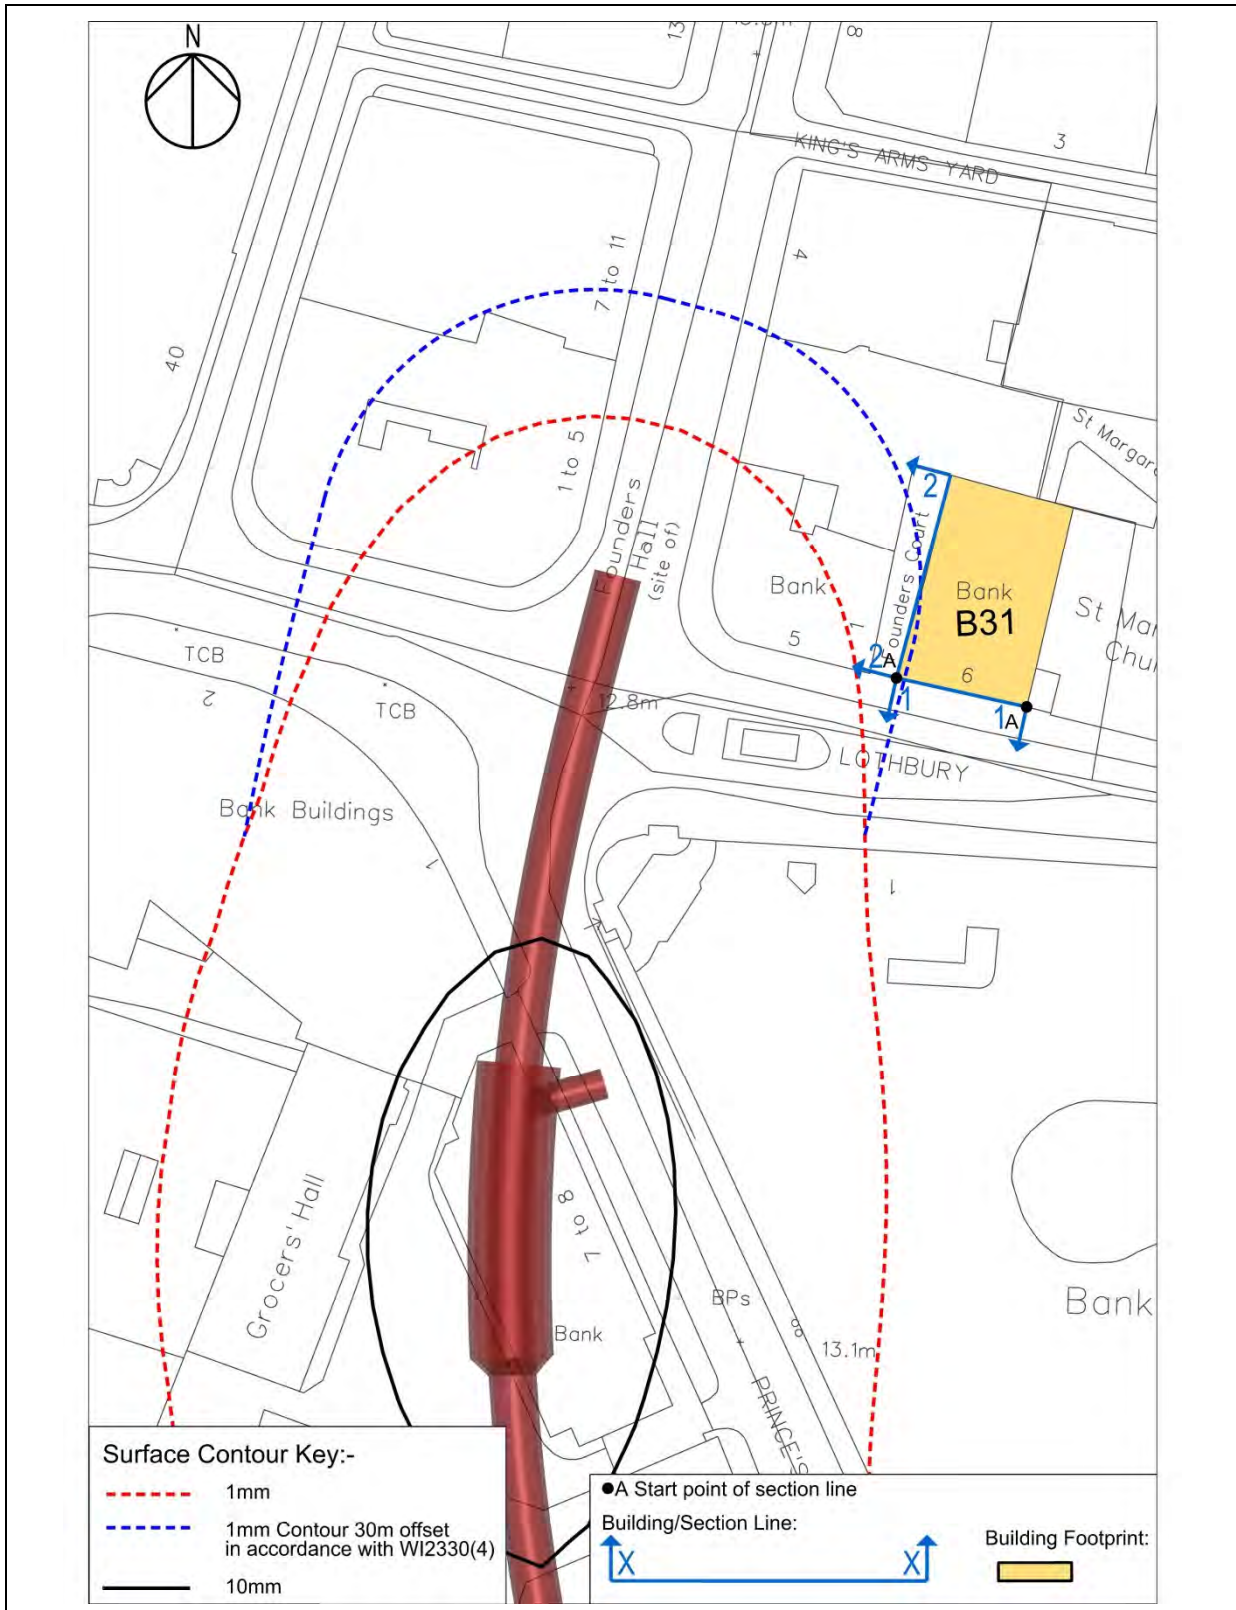 N
13
8
3
KING'S ARMS YARD
7 to 11
4
40
St Margar
1 to 5
Founders
Hall
(site of)
2
Founders Court
Bank
Bank
B31
St Mar
Chur
5
1
6
2
A
1
1
A
TCB
2
TCB
12.8m
LOTHBURY
Bank Buildings
1
1
Grocers' Hall
7 to 8
Bank
BPs
13.1m
Bank
PRINCE'S
Surface Contour Key:-
1mm
1mm Contour 30m offset
in accordance with WI2330(4)
10mm
A Start point of section line
Building/Section Line:
X X
Building Footprint: